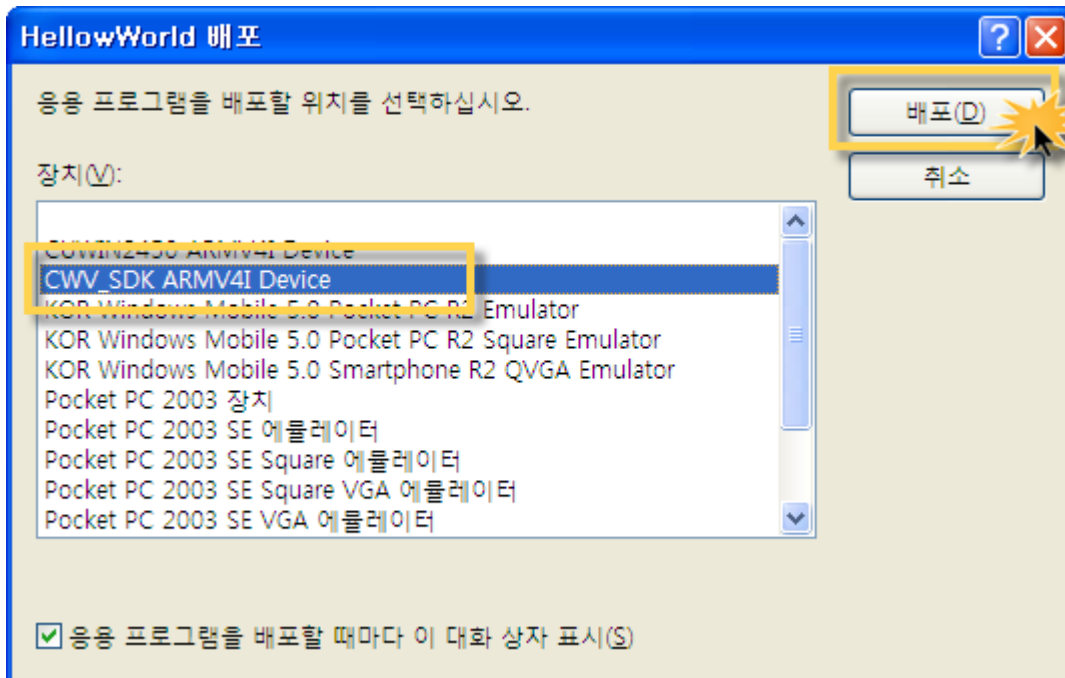 HellowWorld 배포
응용 프로그램을 배포할 위치를 선택하십시오.
배포(D)
장치(V):
취소
CUWIN2450 ARMV4I Device
CWV_SDK ARMV4I Device
KOR Windows Mobile 5.0 Pocket PC R2 Emulator
KOR Windows Mobile 5.0 Pocket PC R2 Square Emulator
KOR Windows Mobile 5.0 Smartphone R2 QVGA Emulator
Pocket PC 2003 장치
Pocket PC 2003 SE 에뮬레이터
Pocket PC 2003 SE Square 에뮬레이터
Pocket PC 2003 SE Square VGA 에뮬레이터
Pocket PC 2003 SE VGA 에뮬레이터
응용 프로그램을 배포할 때마다 이 대화 상자 표시(S)